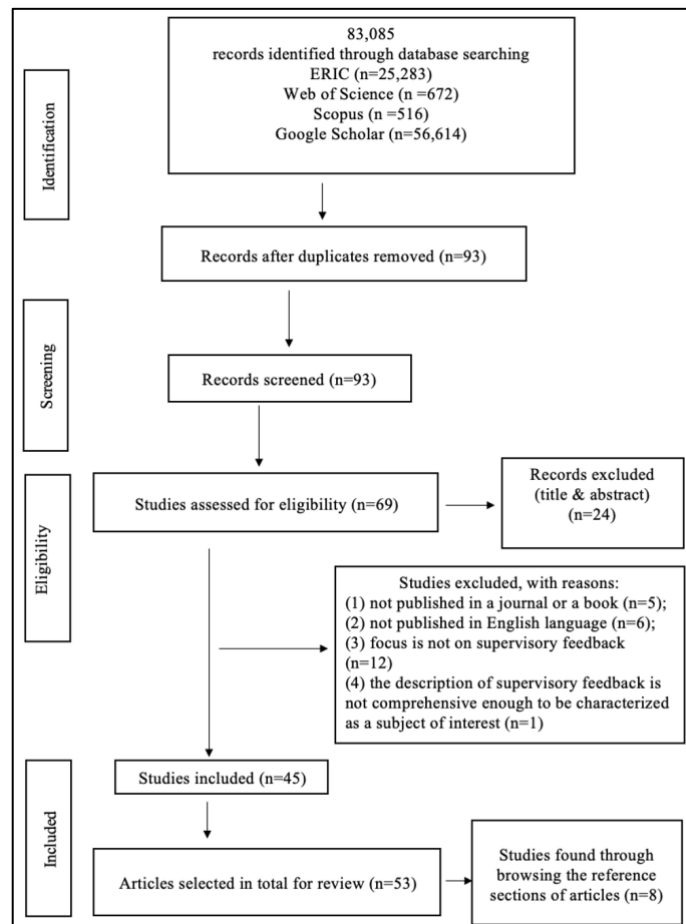 83,085
records identified through database searching
ERIC (n=25,283)
Web of Science (n =672)
Scopus (n =516)
Google Scholar (n=56,614)
Identification
Records after duplicates removed (n=93)
Screening
Records screened (n=93)
Eligibility
Studies assessed for eligibility (n=69)
Records excluded
(title & abstract)
(n=24)
Studies excluded, with reasons:
(1) not published in a journal or a book (n=5);
(2) not published in English language (n=6);
(3) focus is not on supervisory feedback
(n=12)
(4) the description of supervisory feedback is
not comprehensive enough to be characterized
as a subject of interest (n=1)
Included
Studies included (n=45)
Articles selected in total for review (n=53)
Studies found through
browsing the reference
sections of articles (n=8)